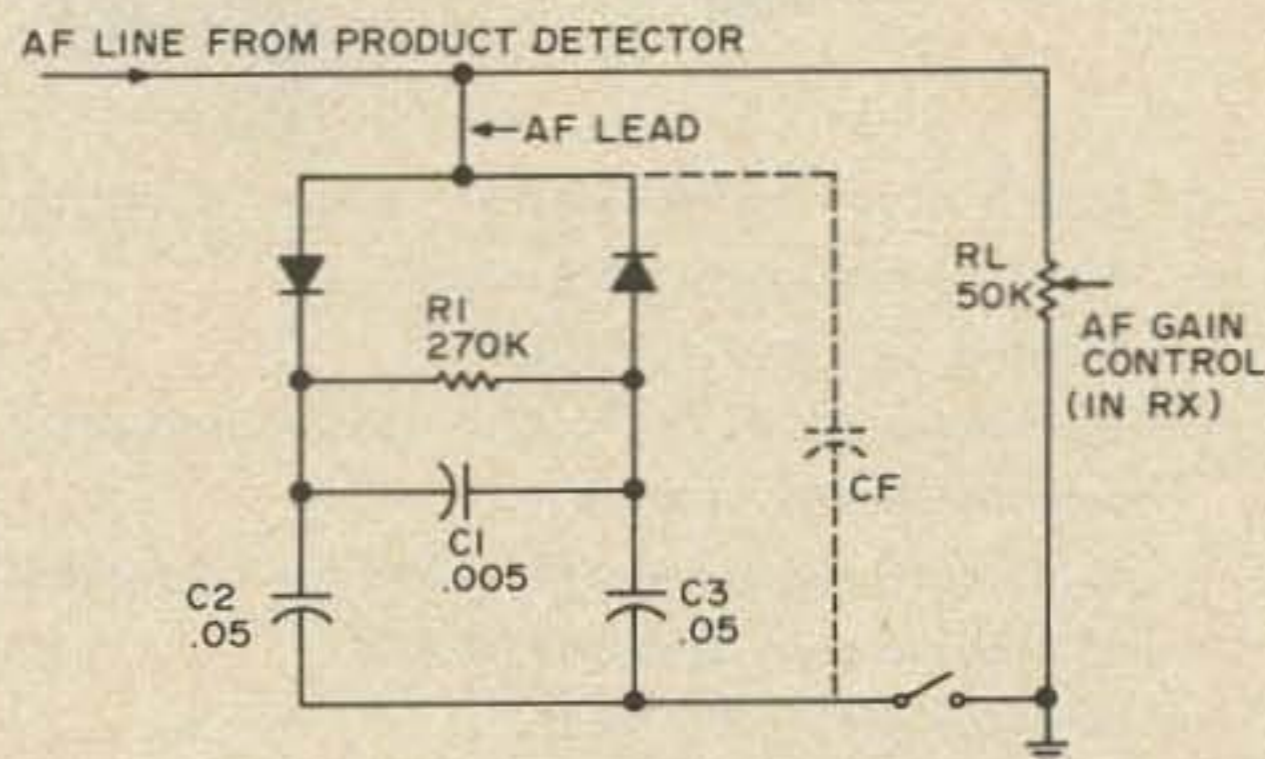 AF LINE FROM PRODUCT DETECTOR
AF LEAD
R1
270K
RL
50K
AF GAIN
CONTROL
(IN RX)
CF
C1
.005
C2
.05
C3
.05